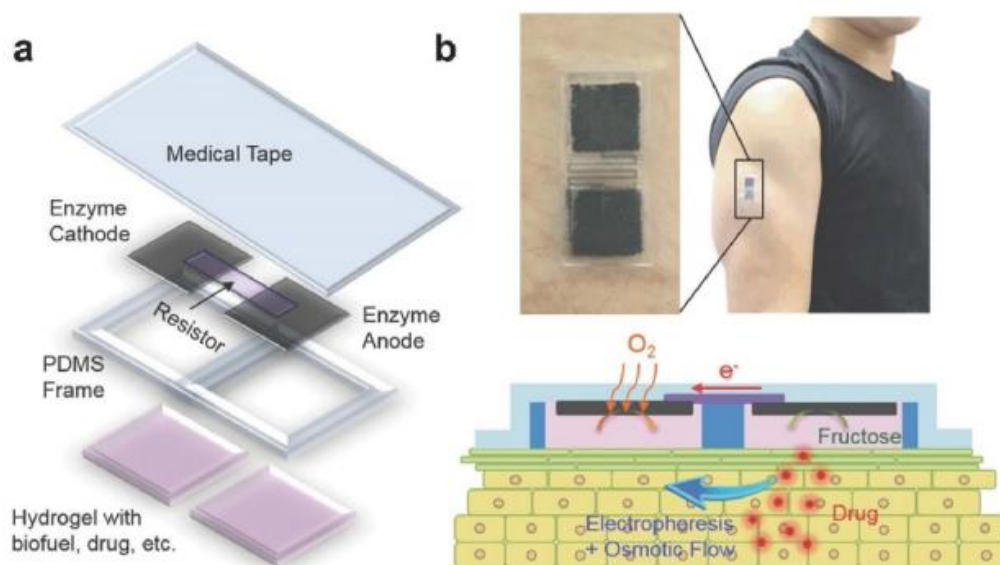 a
Medical Tape
Enzyme
Cathode
Resistor
Enzyme
Anode
PDMS
Frame
Hydrogel with
biofuel, drug, etc.
b
O₂
e⁻
Fructose
Drug
Electropheresis
+ Osmotic Flow